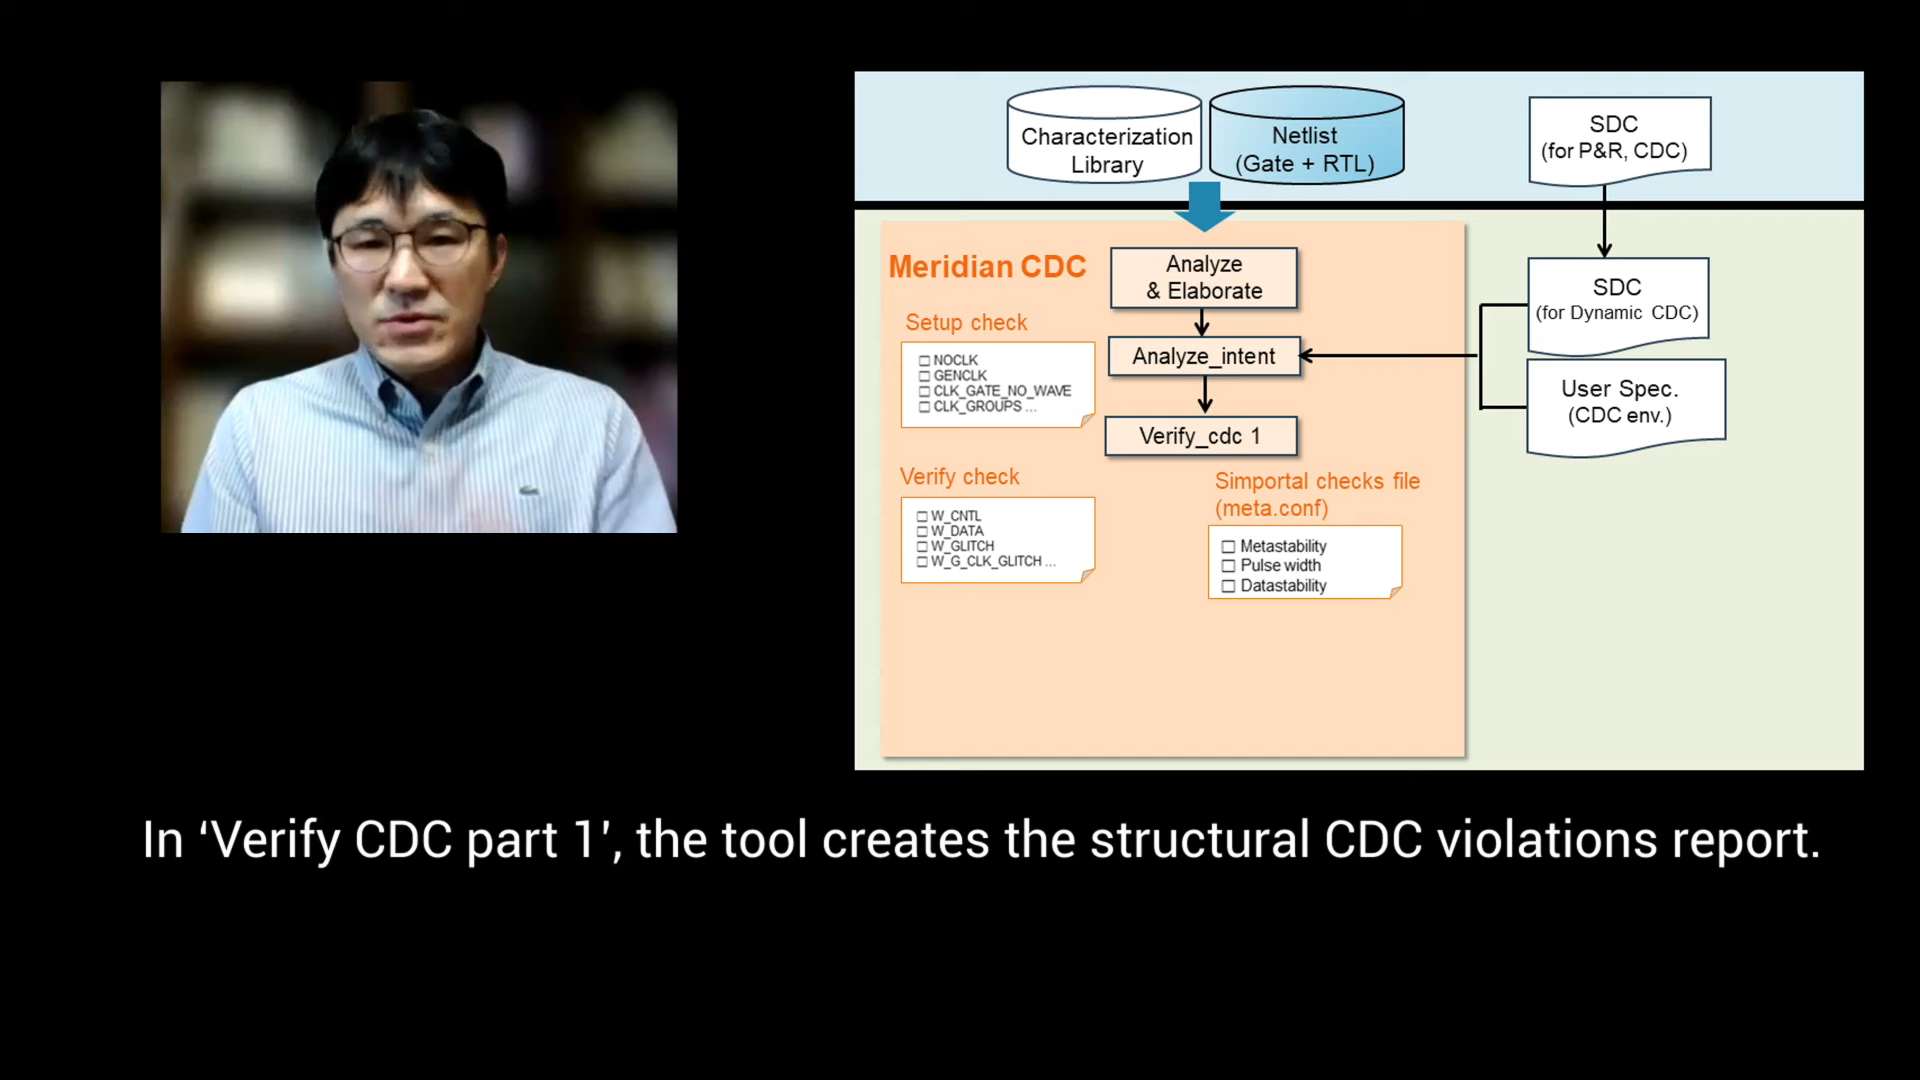 Characterization
Library
Netlist
(Gate + RTL)
SDC
(for P&R, CDC)
Meridian CDC
Analyze
& Elaborate
Setup check
NOCLK
GENCLK
CLK_GATE_NO_WAVE
CLK_GROUPS ...
Analyze_intent
SDC
(for Dynamic CDC)
User Spec.
(CDC env.)
Verify_cdc 1
Verify check
W_CNTL
W_DATA
W_GLITCH
W_G_CLK_GLITCH ...
Simportal checks file
(meta.conf)
Metastability
Pulse width
Datastability
In ‘Verify CDC part 1’, the tool creates the structural CDC violations report.